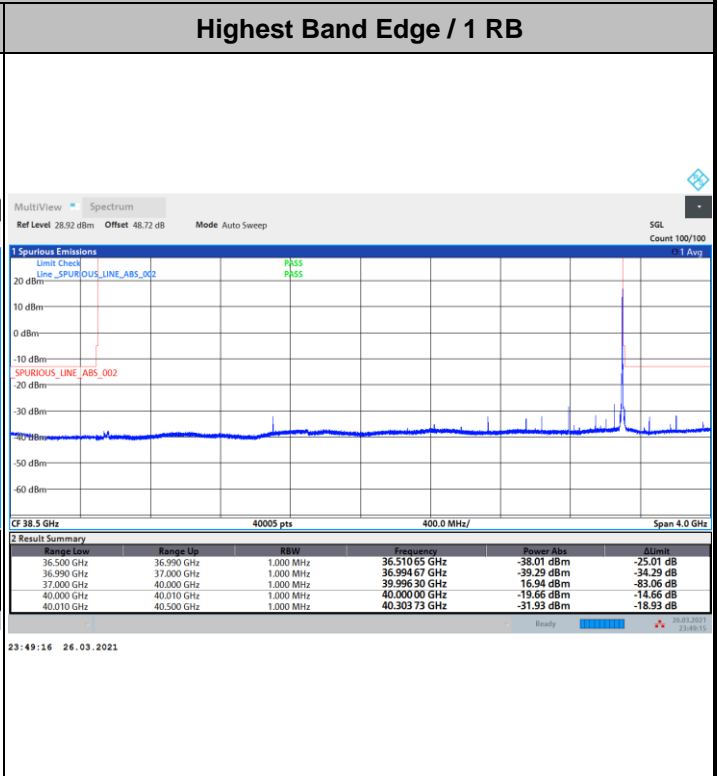 Highest Band Edge / 1 RB
MultiView Spectrum
Ref Level 28.92 dBm Offset 48.72 dB Mode Auto Sweep SGL
Count 100/100
1 Spurious Emissions 1 Avg
Limit Check PASS
Line _SPURIOUS_LINE_ABS_002 PASS
20 dBm
10 dBm
0 dBm
-10 dBm
_SPURIOUS_LINE_ABS_002
-20 dBm
-30 dBm
-40 dBm
-50 dBm
-60 dBm
CF 38.5 GHz 40005 pts 400.0 MHz/ Span 4.0 GHz
2 Result Summary
Range Low Range Up RBW Frequency Power Abs ΔLimit
36.500 GHz 36.990 GHz 1.000 MHz 36.510 65 GHz -38.01 dBm -25.01 dB
36.990 GHz 37.000 GHz 1.000 MHz 36.994 67 GHz -39.29 dBm -34.29 dB
37.000 GHz 40.000 GHz 1.000 MHz 39.996 30 GHz 16.94 dBm -83.06 dB
40.000 GHz 40.010 GHz 1.000 MHz 40.000 00 GHz -19.66 dBm -14.66 dB
40.010 GHz 40.500 GHz 1.000 MHz 40.303 73 GHz -31.93 dBm -18.93 dB
Ready 26.03.2021
23:49:15
23:49:16 26.03.2021